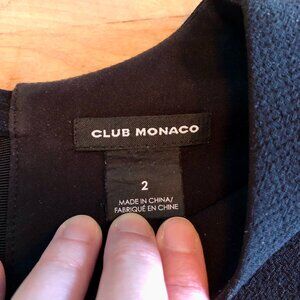 CLUB MONACO
2
MADE IN CHINA/
FABRIQUÉ EN CHINE